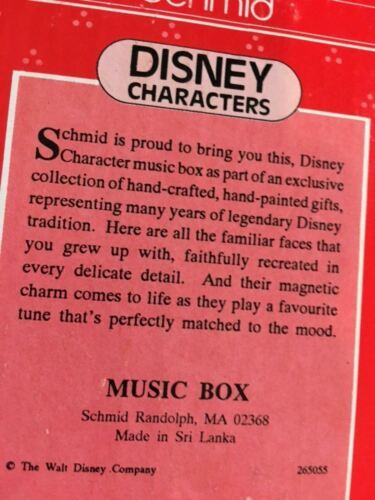 Schmid
DISNEY
CHARACTERS
Schmid is proud to bring you this, Disney
Character music box as part of an exclusive
collection of hand-crafted, hand-painted gifts,
representing many years of legendary Disney
tradition. Here are all the familiar faces that
you grew up with, faithfully recreated in
every delicate detail. And their magnetic
charm comes to life as they play a favourite
tune that's perfectly matched to the mood.
MUSIC BOX
Schmid Randolph, MA 02368
Made in Sri Lanka
© The Walt Disney Company 265055